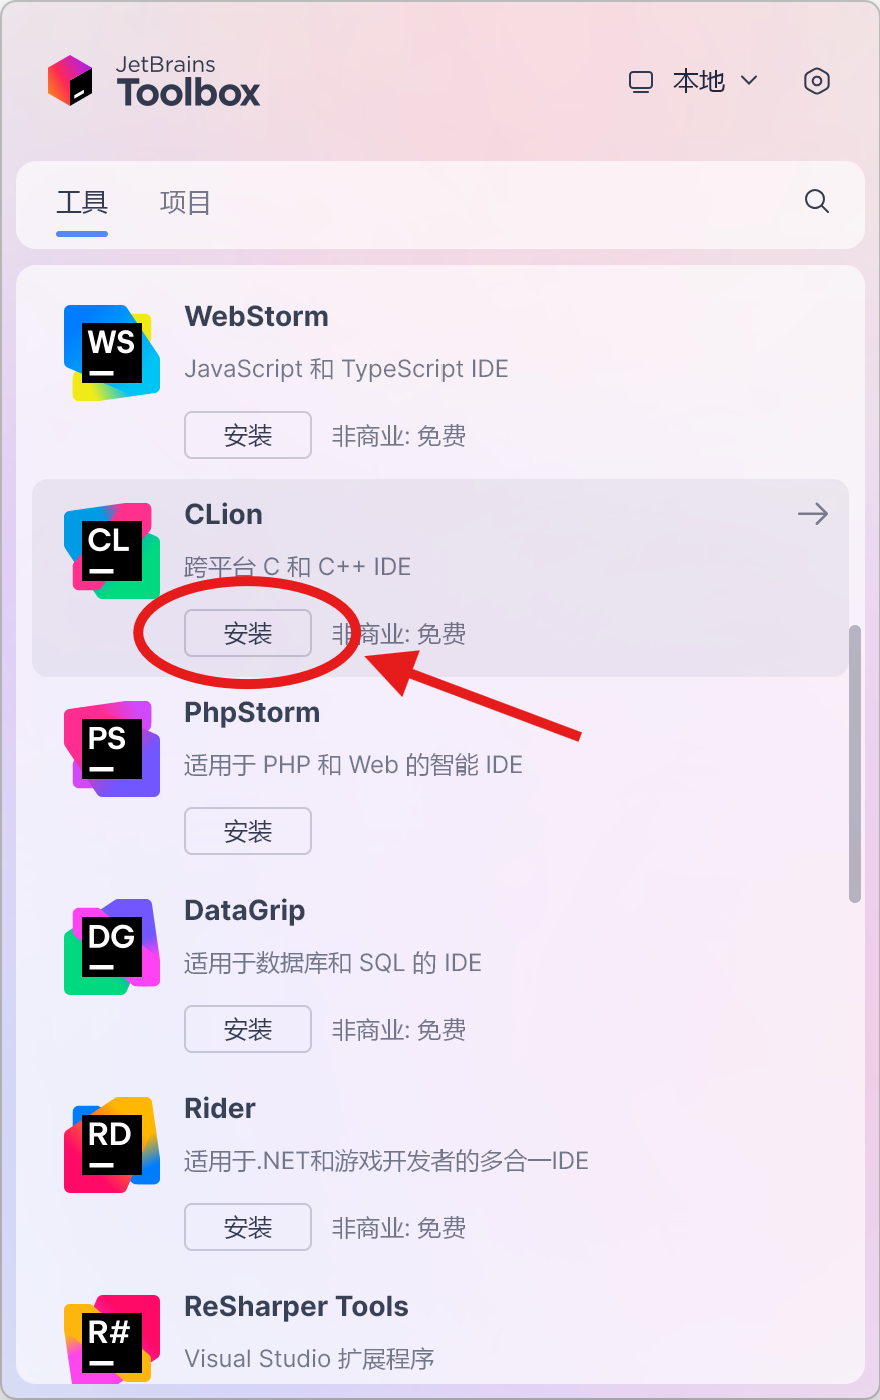 JetBrains
Toolbox
本地
工具 项目
WS
WebStorm
JavaScript 和 TypeScript IDE
安装 非商业: 免费
CL
CLion
跨平台 C 和 C++ IDE
安装 非商业: 免费
PS
PhpStorm
适用于 PHP 和 Web 的智能 IDE
安装
DG
DataGrip
适用于数据库和 SQL 的 IDE
安装 非商业: 免费
RD
Rider
适用于.NET和游戏开发者的多合一IDE
安装 非商业: 免费
R#
ReSharper Tools
Visual Studio 扩展程序